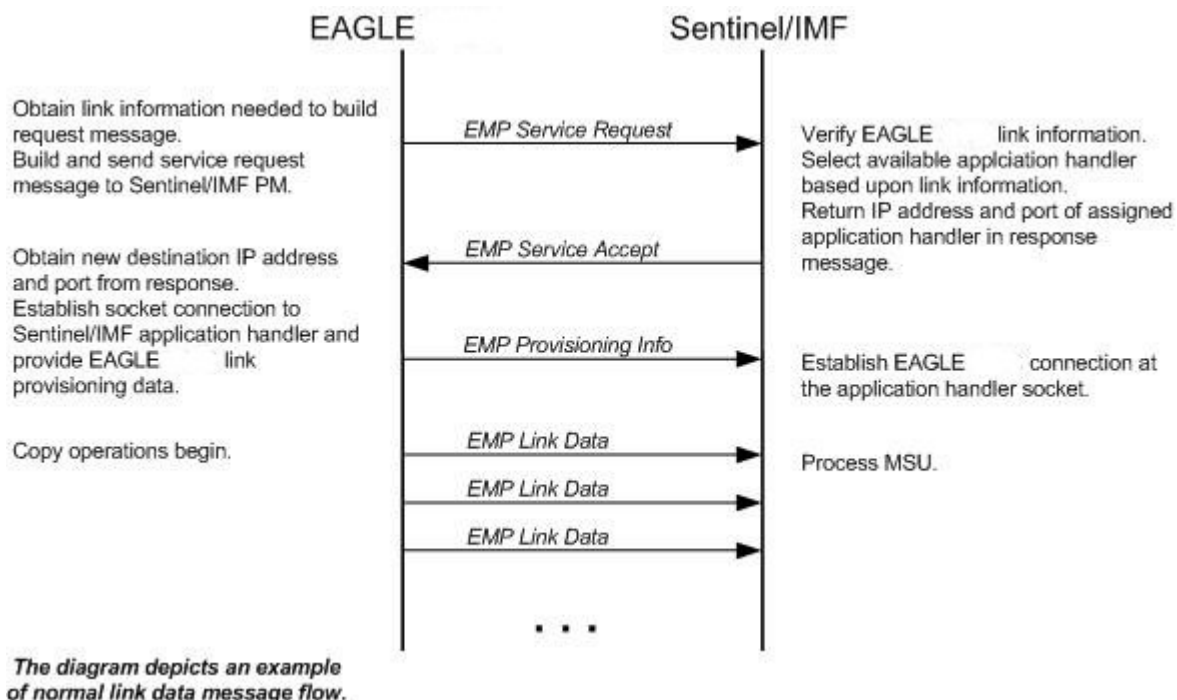 EAGLE
Sentinel/IMF
Obtain link information needed to build
request message.
Build and send service request
message to Sentinel/IMF PM.
EMP Service Request
Verify EAGLE link information.
Select available applciation handler
based upon link information.
Return IP address and port of assigned
application handler in response
message.
Obtain new destination IP address
and port from response.
Establish socket connection to
Sentinel/IMF application handler and
provide EAGLE link
provisioning data.
EMP Service Accept
EMP Provisioning Info
Establish EAGLE connection at
the application handler socket.
Copy operations begin.
EMP Link Data
Process MSU.
EMP Link Data
EMP Link Data
. . .
The diagram depicts an example
of normal link data message flow.